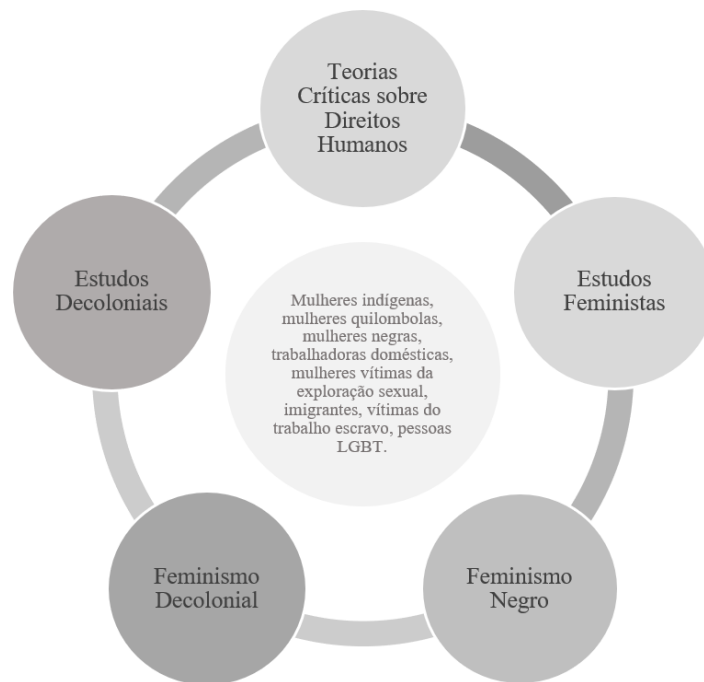 Teorias
Críticas sobre
Direitos
Humanos
Estudos
Feministas
Feminismo
Negro
Feminismo
Decolonial
Estudos
Decoloniais
Mulheres indígenas,
mulheres quilombolas,
mulheres negras,
trabalhadoras domésticas,
mulheres vítimas da
exploração sexual,
imigrantes, vítimas do
trabalho escravo, pessoas
LGBT.